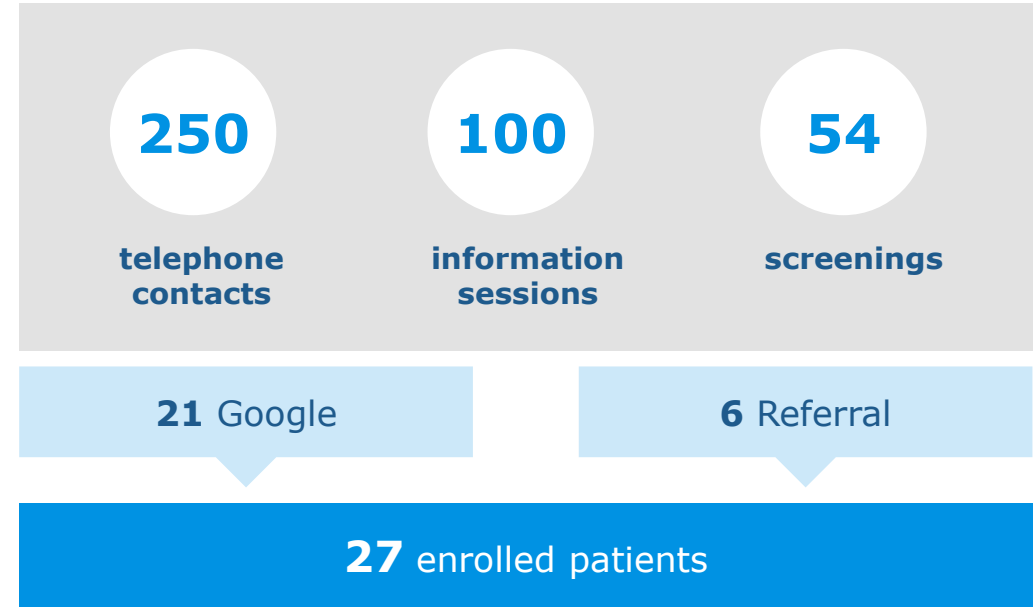 250
telephone
contacts
100
information
sessions
54
screenings
21 Google
6 Referral
27 enrolled patients